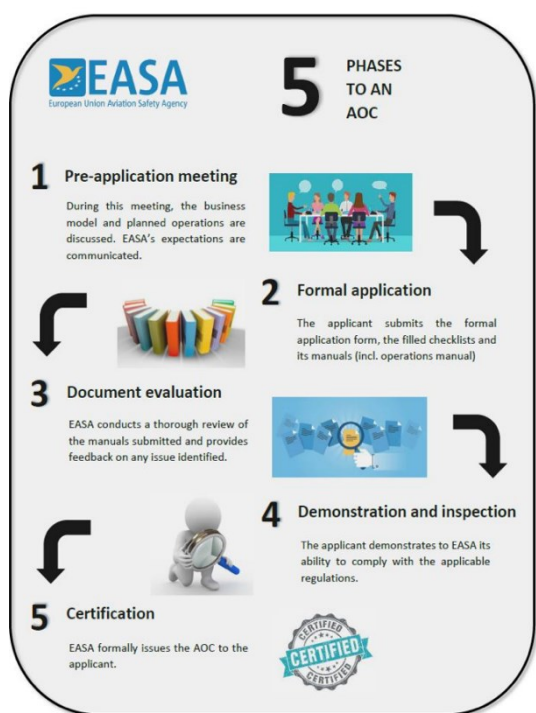 EASA
European Union Aviation Safety Agency
5
PHASES
TO AN
AOC
1 Pre-application meeting
During this meeting, the business
model and planned operations are
discussed. EASA's expectations are
communicated.
2 Formal application
The applicant submits the formal
application form, the filled checklists and
its manuals (incl. operations manual)
3 Document evaluation
EASA conducts a thorough review of
the manuals submitted and provides
feedback on any issue identified.
4 Demonstration and inspection
The applicant demonstrates to EASA its
ability to comply with the applicable
regulations.
5 Certification
EASA formally issues the AOC to the
applicant.
CERTIFIED
CERTIFIED
CERTIFIED